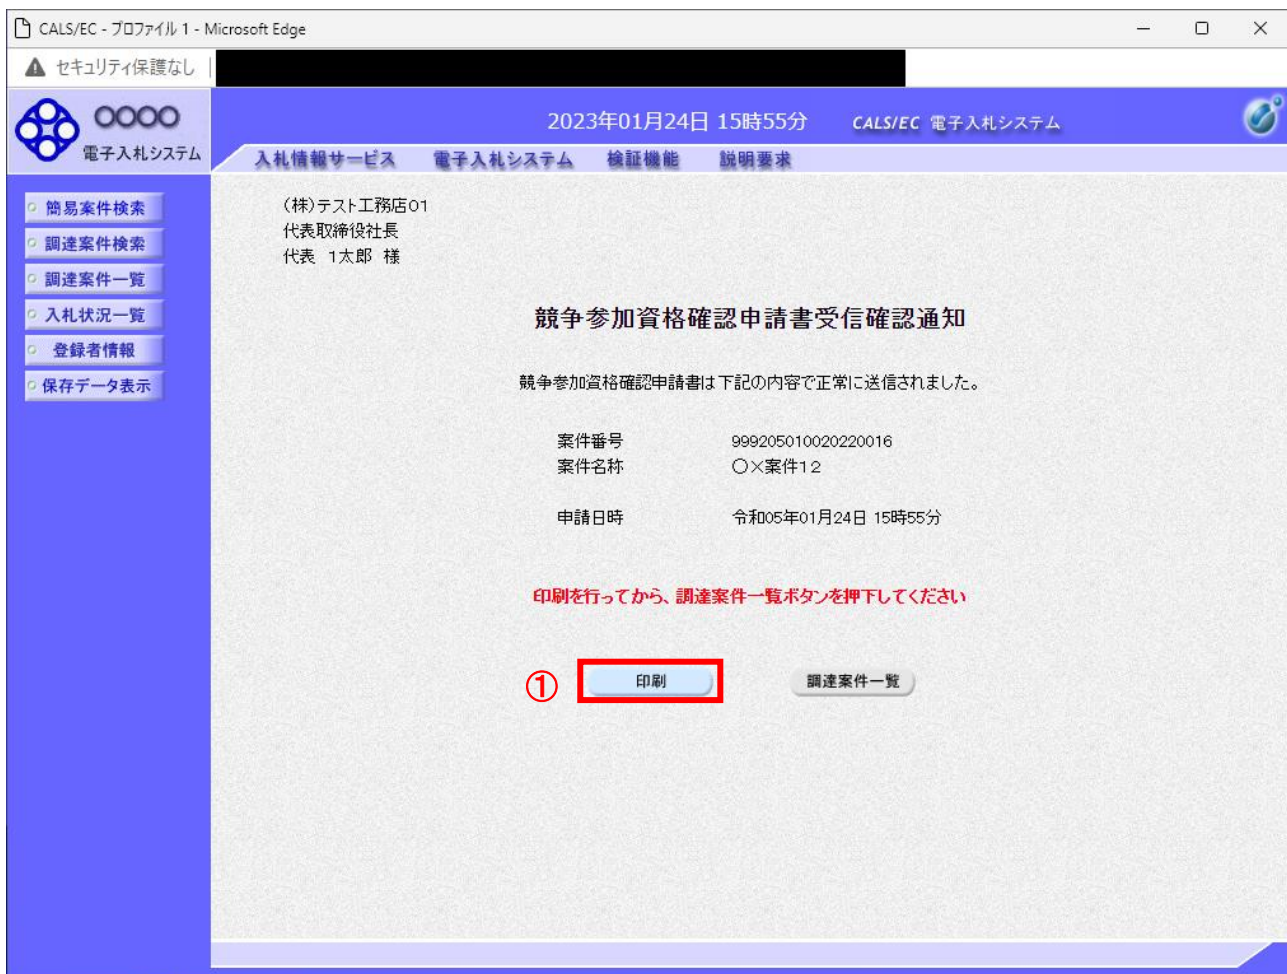 CALS/EC - プロファイル 1 - Microsoft Edge
セキュリティ保護なし
〇〇〇〇
電子入札システム
2023年01月24日 15時55分 CALS/EC 電子入札システム
入札情報サービス 電子入札システム 検証機能 説明要求
簡易案件検索
調達案件検索
調達案件一覧
入札状況一覧
登録者情報
保存データ表示
(株)テスト工務店01
代表取締役社長
代表 1太郎 様
競争参加資格確認申請書受信確認通知
競争参加資格確認申請書は下記の内容で正常に送信されました。
案件番号 999205010020220016
案件名称 〇×案件12
申請日時 令和05年01月24日 15時55分
印刷を行ってから、調達案件一覧ボタンを押下してください
① 印刷 調達案件一覧